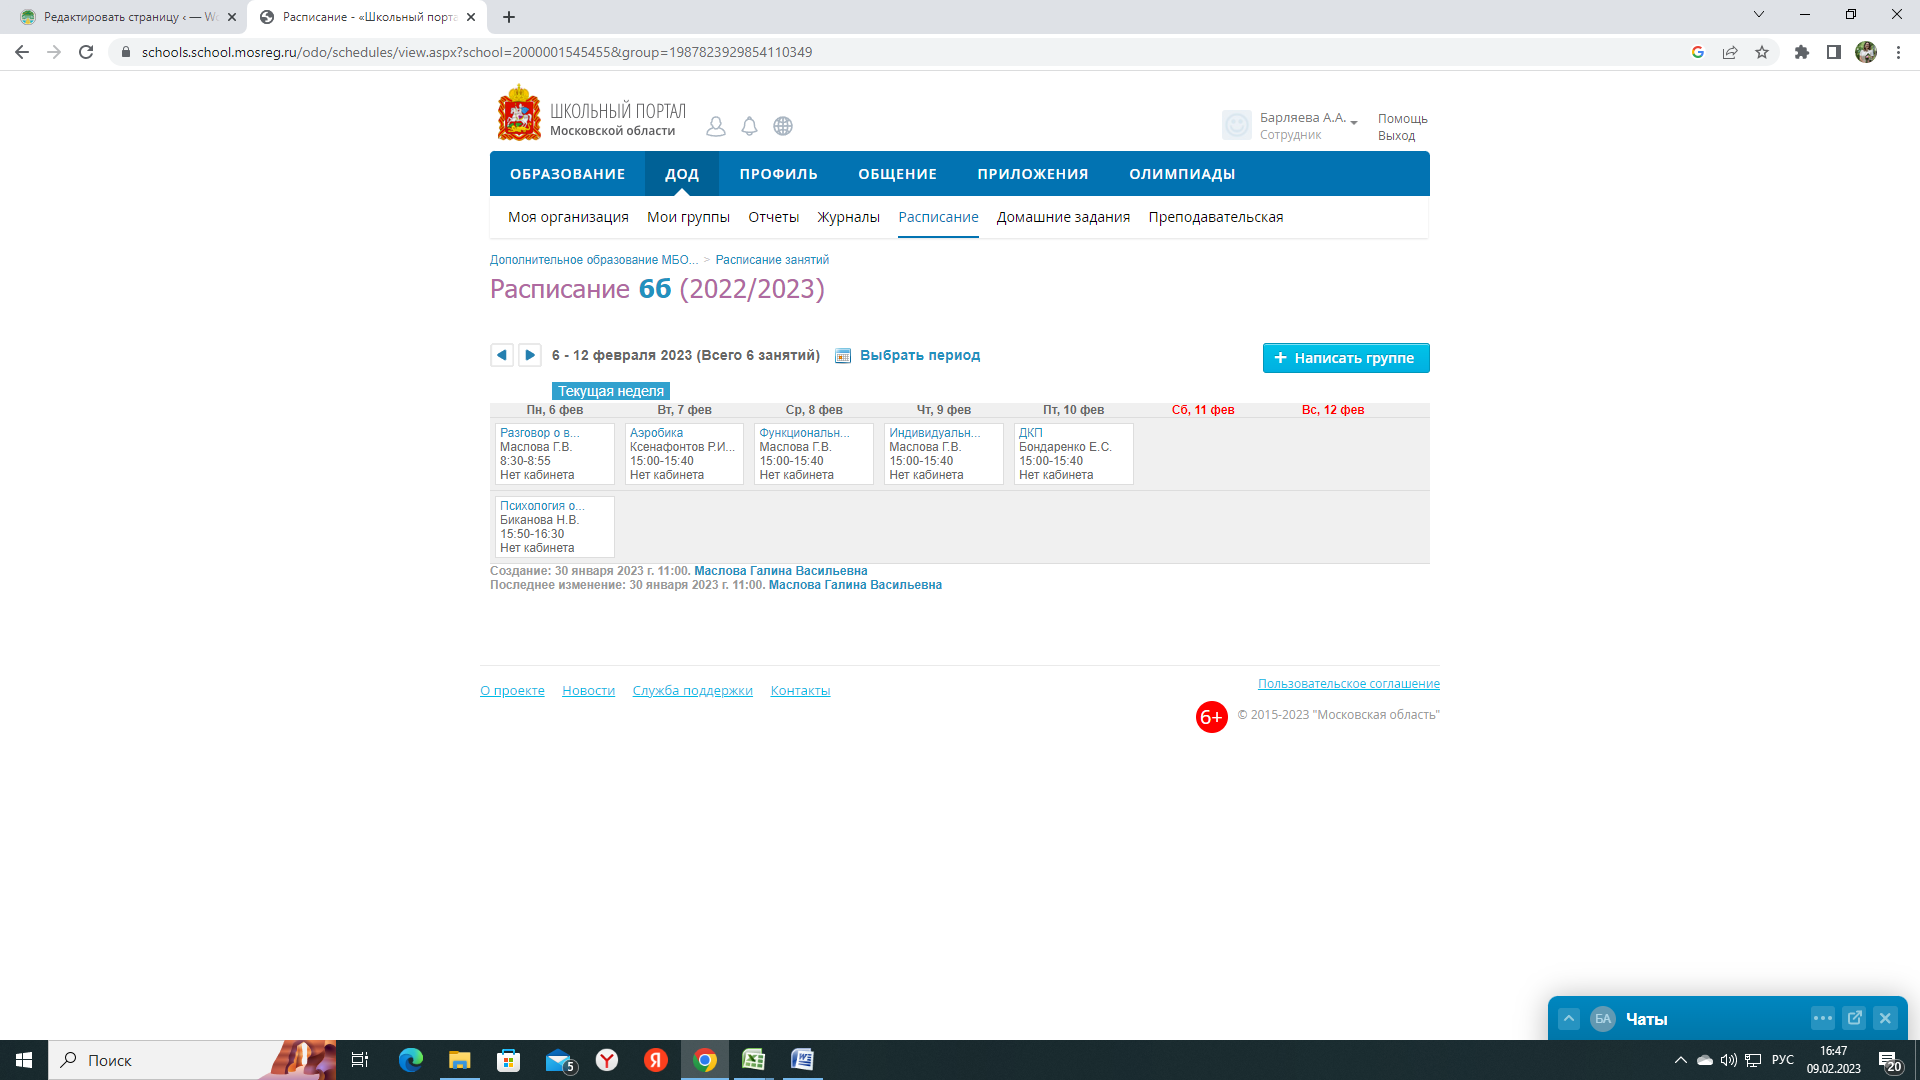 Редактировать страницу ‹ — Wo
Расписание - «Школьный порта
schools.school.mosreg.ru/odo/schedules/view.aspx?school=2000001545455&group=1987823929854110349
ШКОЛЬНЫЙ ПОРТАЛ
Московской области
Барляева А.А.
Сотрудник
Помощь
Выход
ОБРАЗОВАНИЕ ДОД ПРОФИЛЬ ОБЩЕНИЕ ПРИЛОЖЕНИЯ ОЛИМПИАДЫ
Моя организация Мои группы Отчеты Журналы Расписание Домашние задания Преподавательская
Дополнительное образование МБО... > Расписание занятий
Расписание 6б (2022/2023)
6 - 12 февраля 2023 (Всего 6 занятий) Выбрать период
+ Написать группе
Текущая неделя
Пн, 6 фев Вт, 7 фев Ср, 8 фев Чт, 9 фев Пт, 10 фев Сб, 11 фев Вс, 12 фев
Разговор о в... Аэробика Функциональн... Индивидуальн... ДКП
Маслова Г.В. Ксенафонтов Р.И... Маслова Г.В. Маслова Г.В. Бондаренко Е.С.
8:30-8:55 15:00-15:40 15:00-15:40 15:00-15:40 15:00-15:40
Нет кабинета Нет кабинета Нет кабинета Нет кабинета Нет кабинета
Психология о...
Биканова Н.В.
15:50-16:30
Нет кабинета
Создание: 30 января 2023 г. 11:00. Маслова Галина Васильевна
Последнее изменение: 30 января 2023 г. 11:00. Маслова Галина Васильевна
О проекте Новости Служба поддержки Контакты
Пользовательское соглашение
6+ © 2015-2023 "Московская область"
БА Чаты
Поиск
5
РУС
16:47
09.02.2023
20